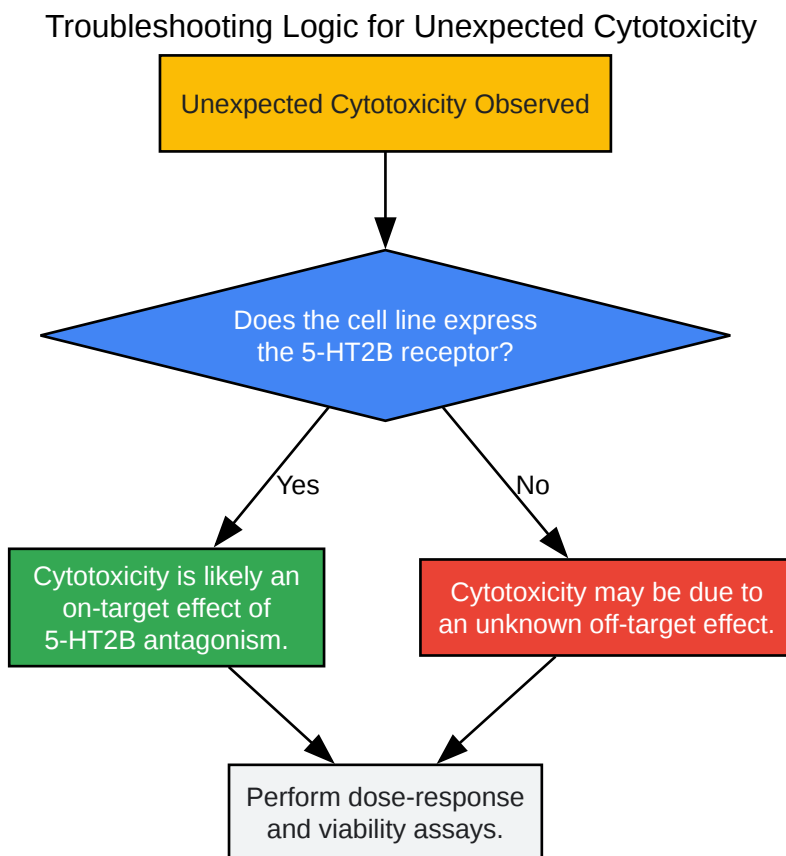 Troubleshooting Logic for Unexpected Cytotoxicity
Unexpected Cytotoxicity Observed
Does the cell line express
the 5-HT2B receptor?
Yes
No
Cytotoxicity is likely an
on-target effect of
5-HT2B antagonism.
Cytotoxicity may be due to
an unknown off-target effect.
Perform dose-response
and viability assays.